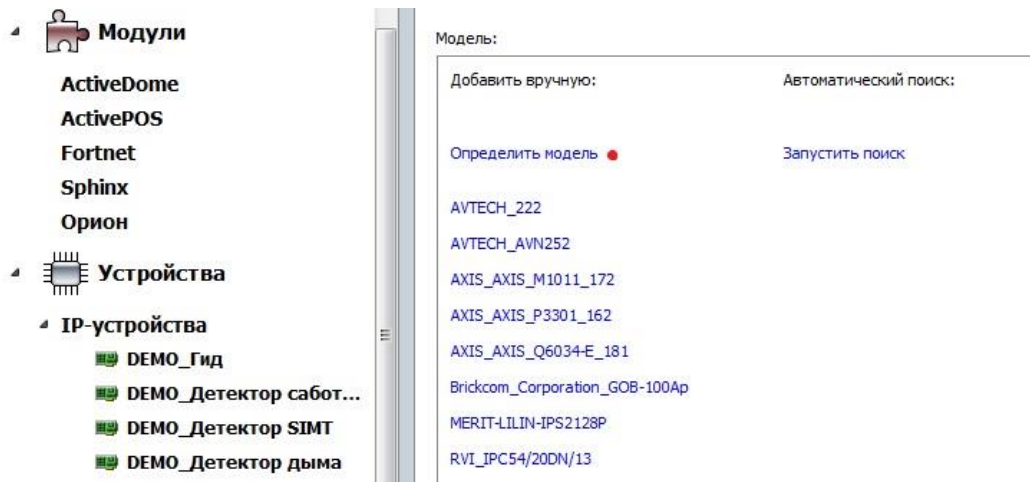 Модули
ActiveDome
ActivePOS
Fortnet
Sphinx
Орион
Устройства
IP-устройства
DEMO_Гид
DEMO_Детектор сабот...
DEMO_Детектор SIMT
DEMO_Детектор дыма
Модель:
Добавить вручную: Автоматический поиск:
Определить модель Запустить поиск
AVTECH_222
AVTECH_AVN252
AXIS_AXIS_M1011_172
AXIS_AXIS_P3301_162
AXIS_AXIS_Q6034-E_181
Brickcom_Corporation_GOB-100Ap
MERIT-LILIN-IPS2128P
RVI_IPC54/20DN/13